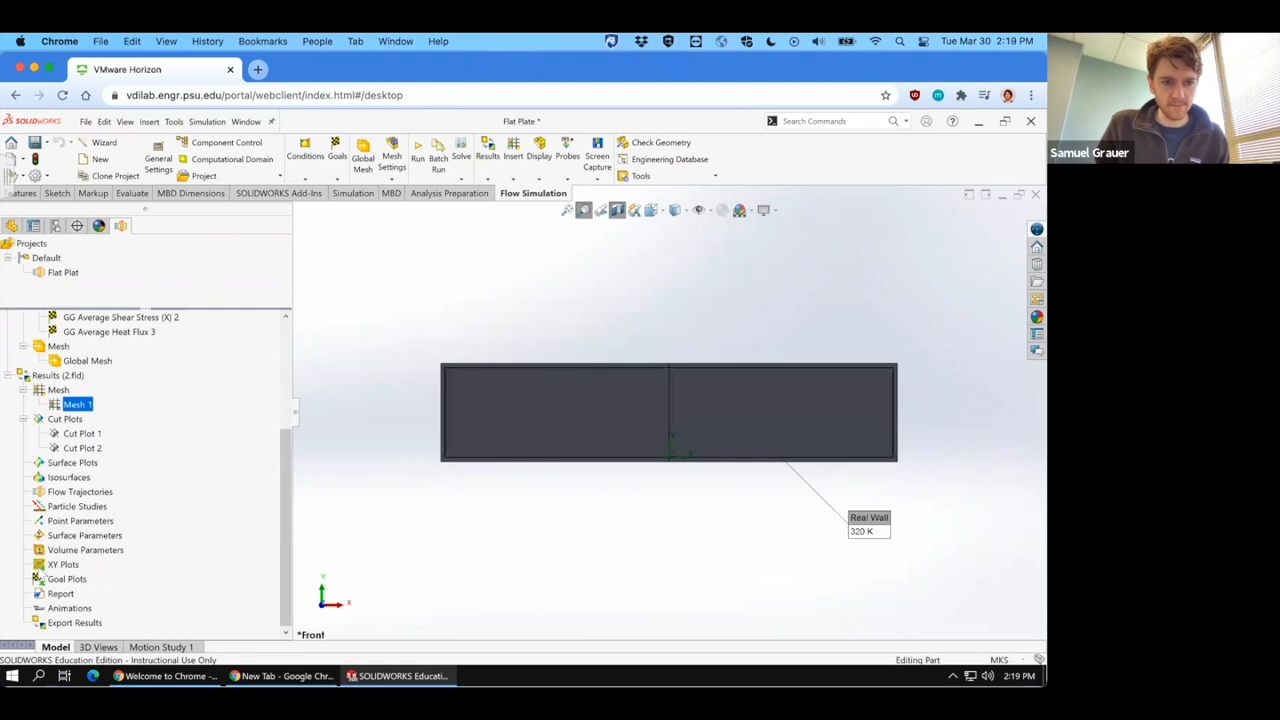 Chrome File Edit View History Bookmarks People Tab Window Help Tue Mar 30 2:19 PM
VMware Horizon
vdilab.engr.psu.edu/portal/webclient/index.html#/desktop
SOLIDWORKS File Edit View Insert Tools Simulation Window Flat Plate * Search Commands
Wizard
New
Clone Project
General Settings
Component Control
Computational Domain
Project
Conditions Goals Global Mesh Mesh Settings Run Batch Run Solve Results Insert Display Probes Screen Capture
Check Geometry
Engineering Database
Tools
Features Sketch Markup Evaluate MBD Dimensions SOLIDWORKS Add-Ins Simulation MBD Analysis Preparation Flow Simulation
Samuel Grauer
Projects
Default
Flat Plat
GG Average Shear Stress (X) 2
GG Average Heat Flux 3
Mesh
Global Mesh
Results (2.fld)
Mesh
Mesh 1
Cut Plots
Cut Plot 1
Cut Plot 2
Surface Plots
Isosurfaces
Flow Trajectories
Particle Studies
Point Parameters
Surface Parameters
Volume Parameters
XY Plots
Goal Plots
Report
Animations
Export Results
Real Wall
320 K
Y
X
*Front
Model 3D Views Motion Study 1
SOLIDWORKS Education Edition - Instructional Use Only Editing Part MKS
Welcome to Chrome -... New Tab - Google Chr... SOLIDWORKS Educati... 2:19 PM